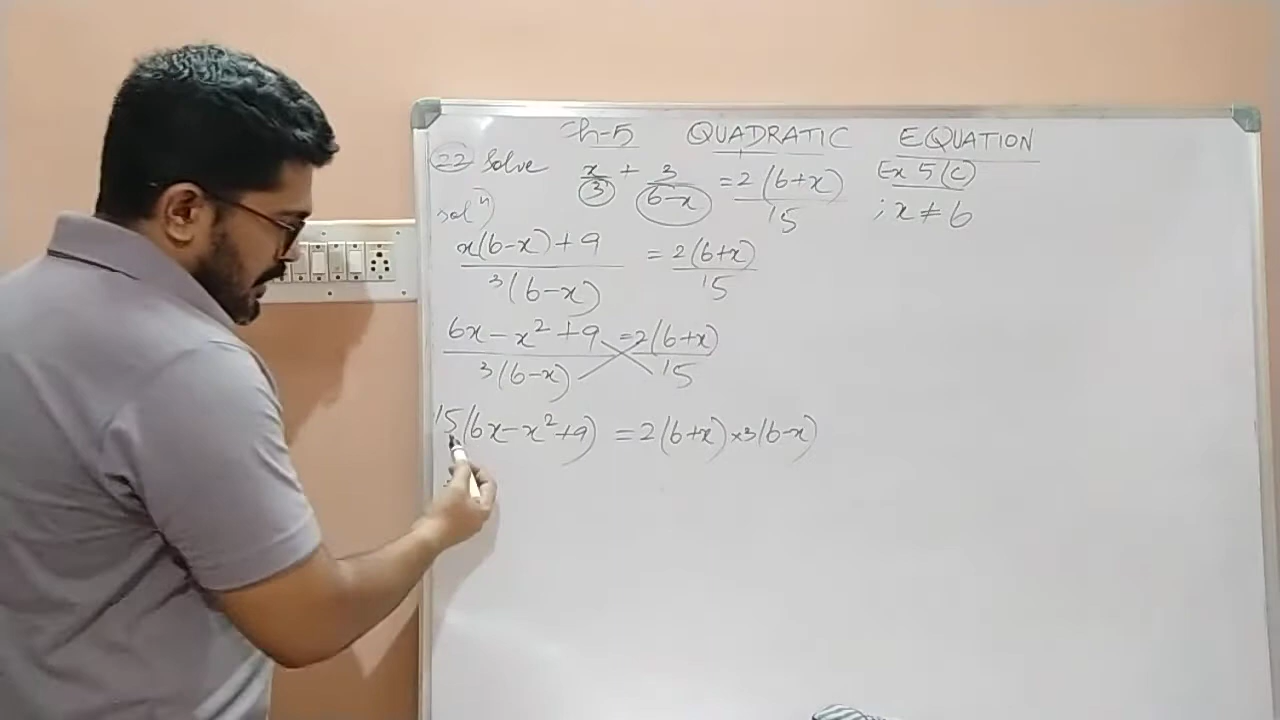 Ch-5 QUADRATIC EQUATION
22 Solve x/3 + 3/(6-x) = 2(6+x)/15 ; x ≠ 6
Ex 5(C)
solⁿ)
(x(6-x)+9)/(3(6-x)) = 2(6+x)/15
(6x-x²+9)/(3(6-x)) = 2(6+x)/15
15(6x-x²+9) = 2(6+x)×3(6-x)